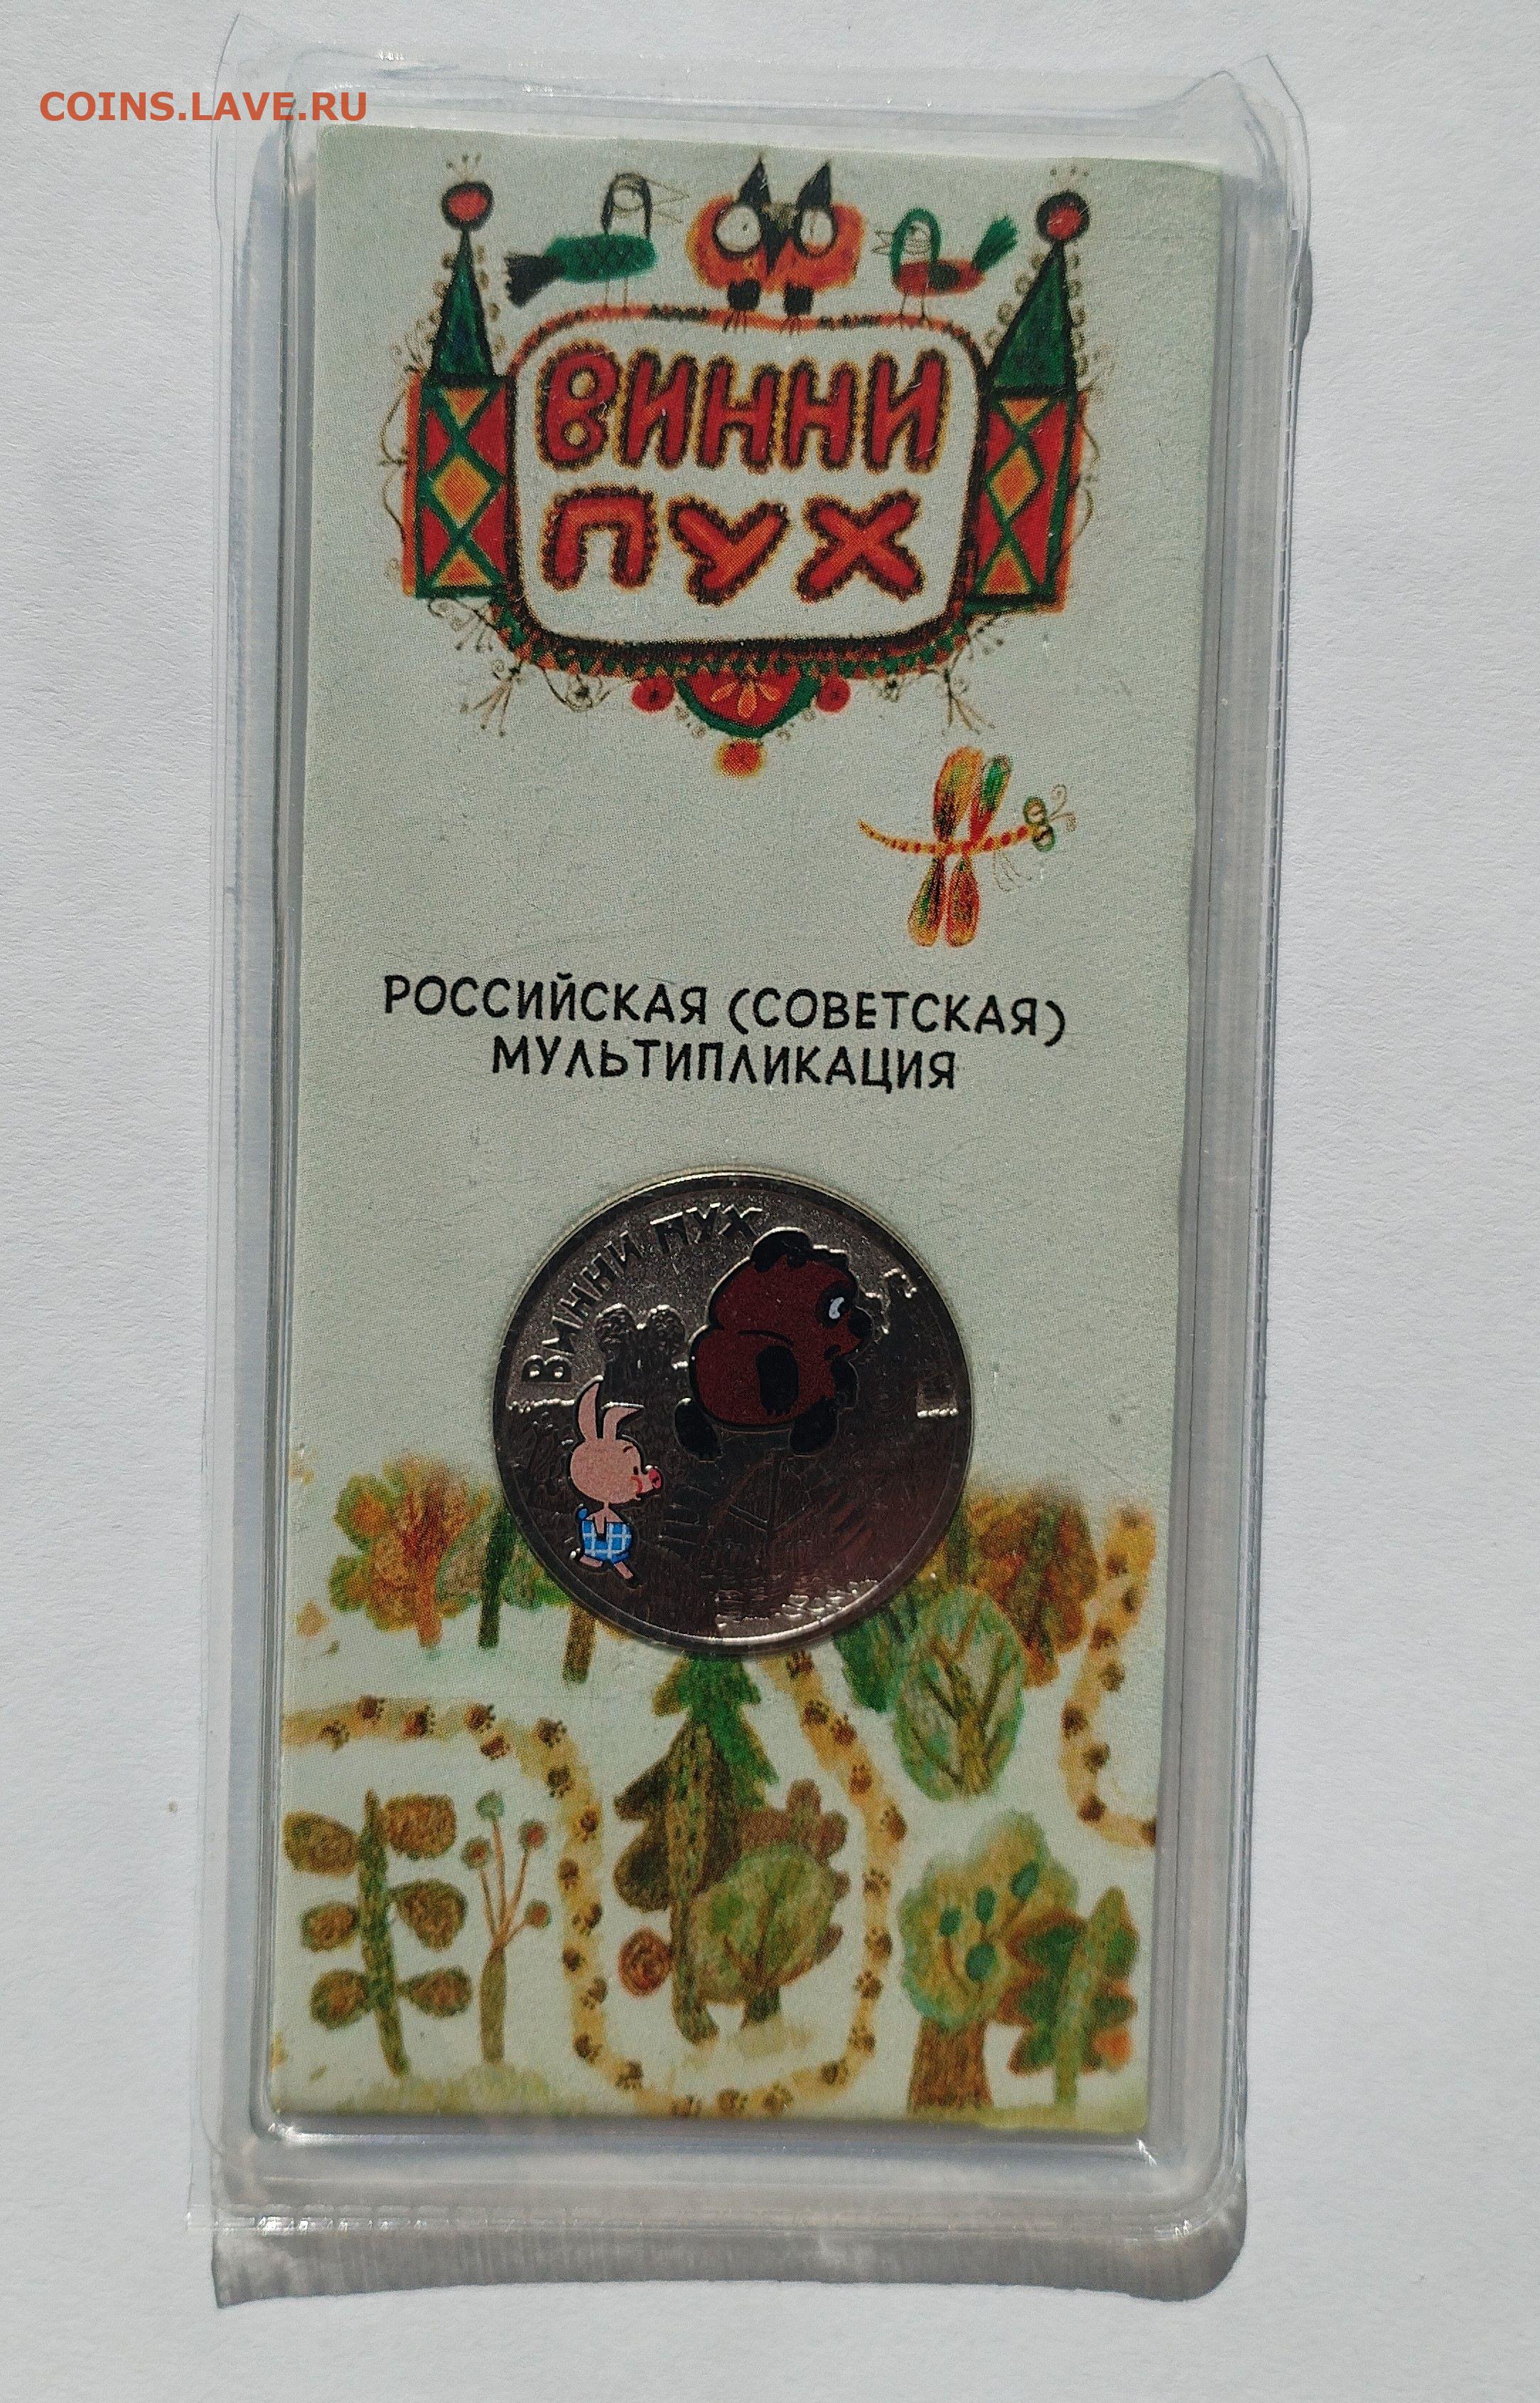 COINS.LAVE.RU
ВИННИ
ПУХ
РОССИЙСКАЯ (СОВЕТСКАЯ)
МУЛЬТИПЛИКАЦИЯ
ВИННИ ПУХ